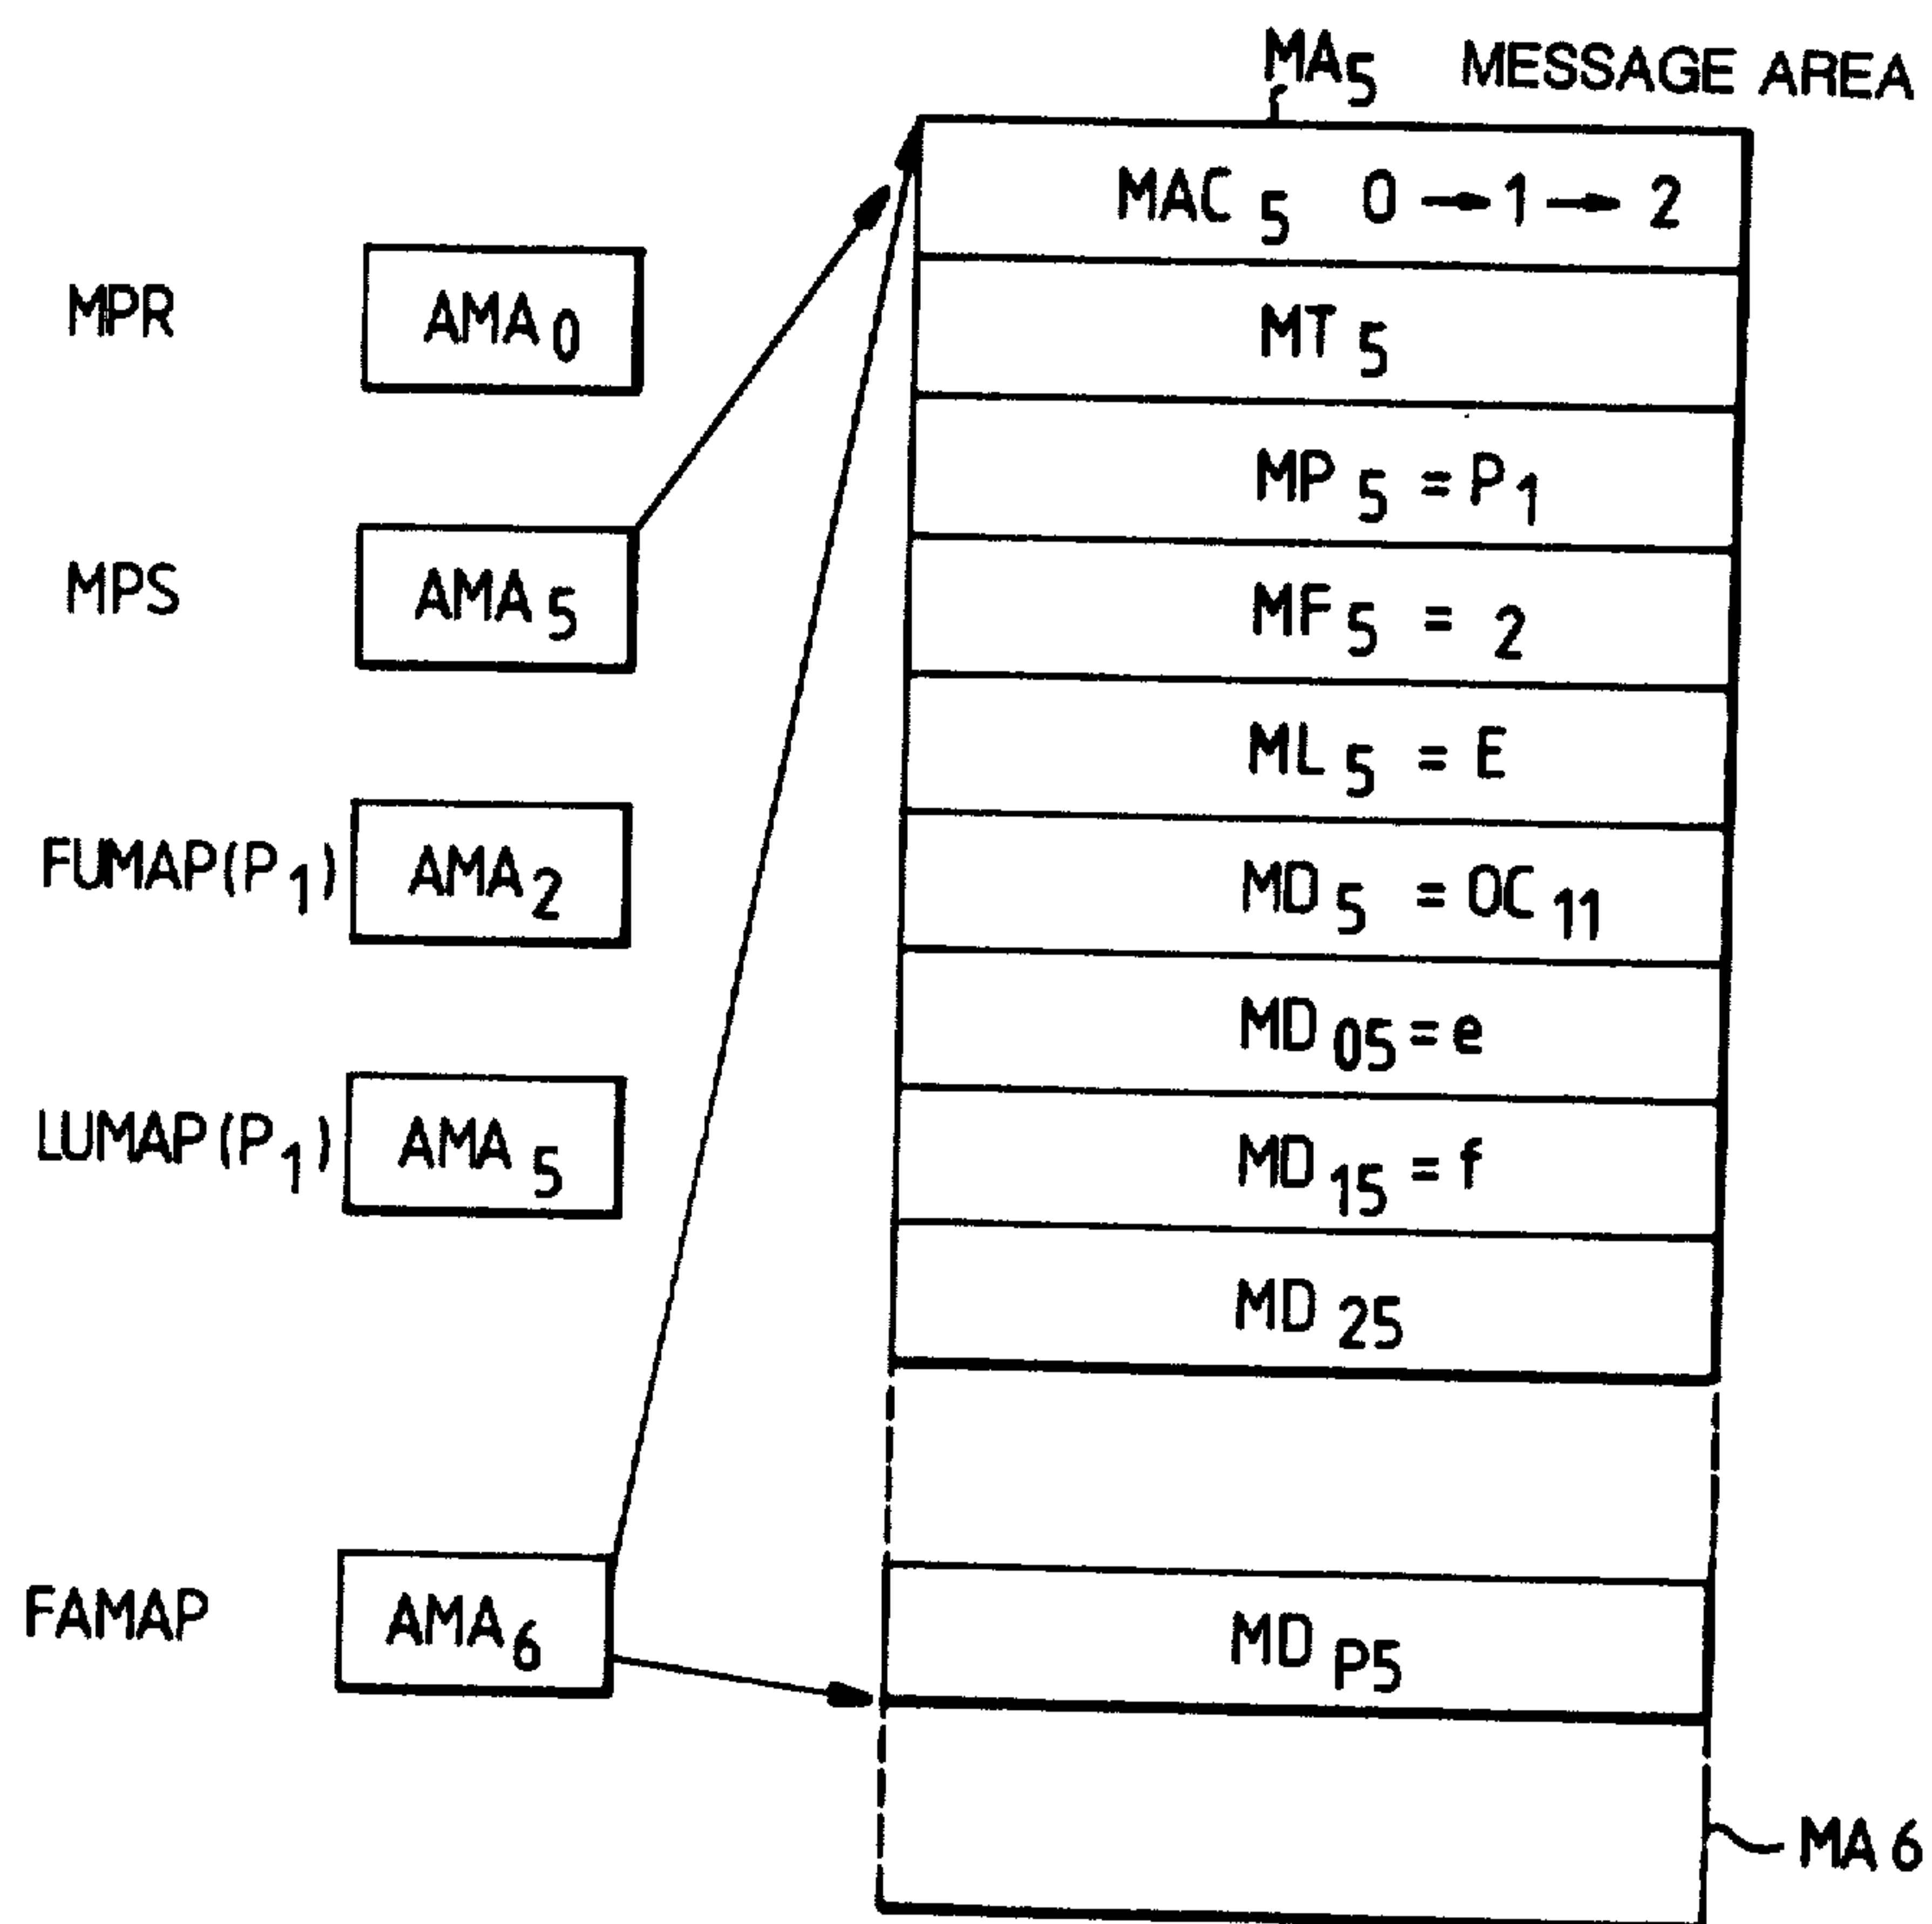 MA5 MESSAGE AREA
MAC5 0→1→2
MPR AMA0
MT5
MP5 = P1
MPS AMA5
MF5 = 2
ML5 = E
FUMAP(P1) AMA2
MO5 = OC11
MD05 = e
LUMAP(P1) AMA5
MD15 = f
MD25
FAMAP AMA6
MDP5
MA6